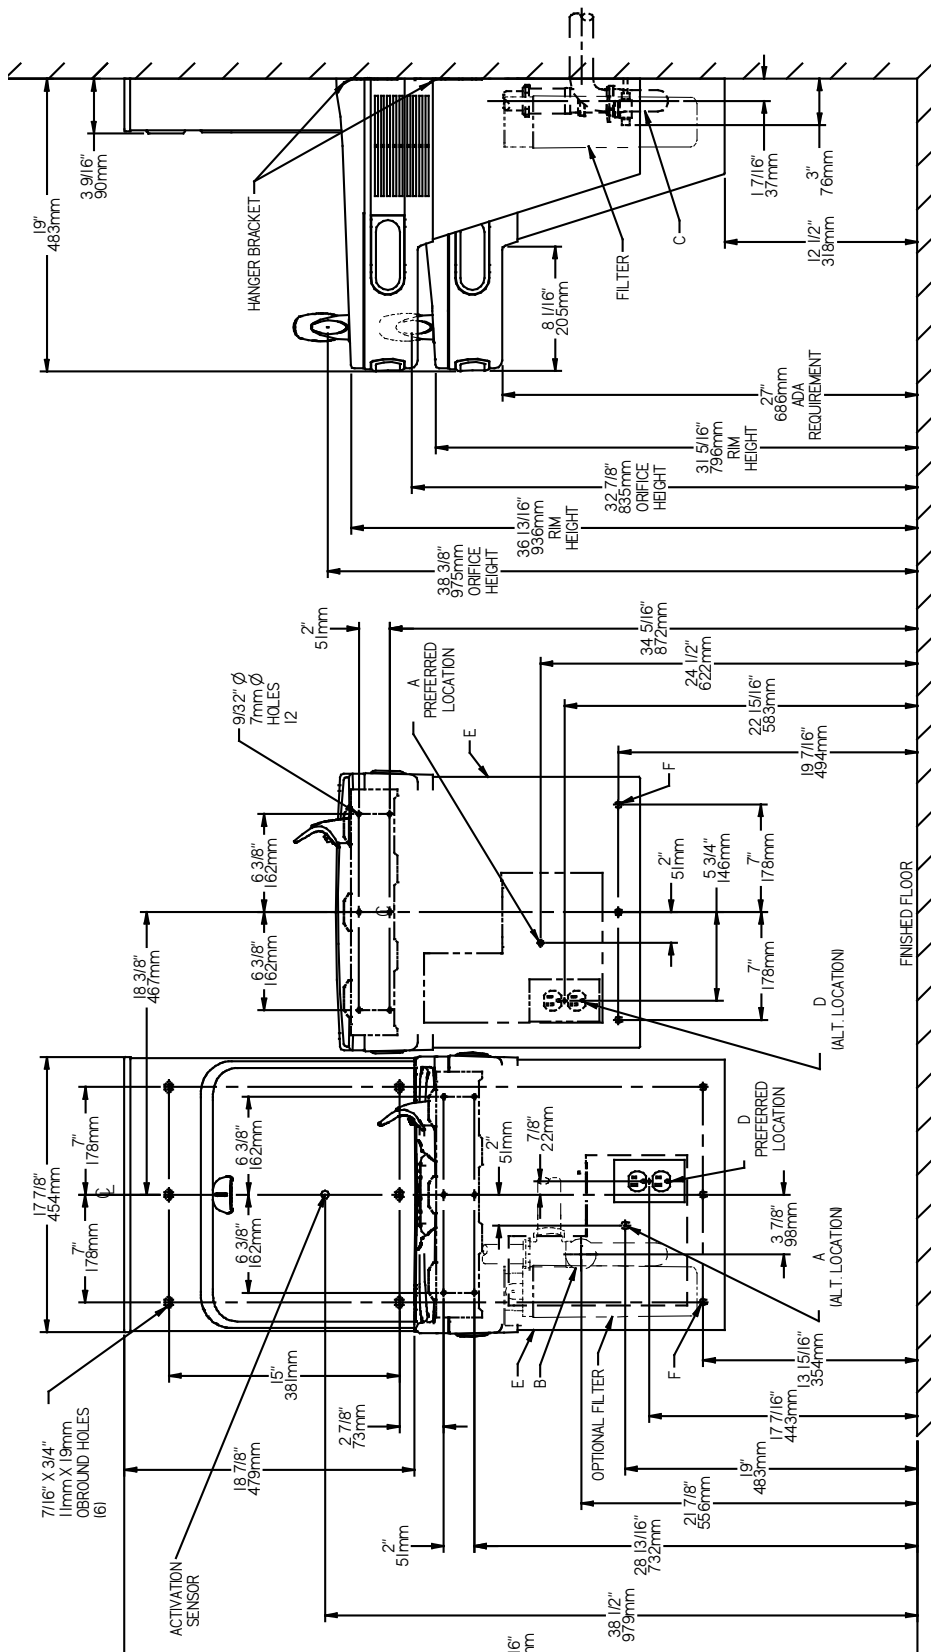 19"
483mm
3 9/16"
90mm
HANGER BRACKET
FILTER
C
1 7/16"
37mm
3"
76mm
12 1/2"
318mm
8 1/16"
205mm
27"
686mm
ADA
REQUIREMENT
31 5/16"
796mm
RIM
HEIGHT
32 7/8"
835mm
ORIFICE
HEIGHT
36 13/16"
936mm
RIM
HEIGHT
38 3/8"
975mm
ORIFICE
HEIGHT
2"
51mm
9/32" Ø
7mm Ø
HOLES
12
A
PREFERRED
LOCATION
34 5/16"
872mm
24 1/2"
622mm
22 15/16"
583mm
19 7/16"
494mm
E
F
6 3/8"
162mm
6 3/8"
162mm
18 3/8"
467mm
2"
51mm
5 3/4"
146mm
7"
178mm
7"
178mm
D
(ALT. LOCATION)
FINISHED FLOOR
17 7/8"
454mm
7"
178mm
7"
178mm
6 3/8"
162mm
6 3/8"
162mm
2"
51mm
7/8"
22mm
D
PREFERRED
LOCATION
3 7/8"
98mm
A
(ALT. LOCATION)
7/16" X 3/4"
11mm X 19mm
OBROUND HOLES
(6)
15"
381mm
2 7/8"
73mm
18 7/8"
479mm
E
B
OPTIONAL FILTER
F
13 15/16"
354mm
17 7/16"
443mm
19"
483mm
21 7/8"
556mm
2"
51mm
28 13/16"
732mm
ACTIVATION
SENSOR
38 1/2"
979mm